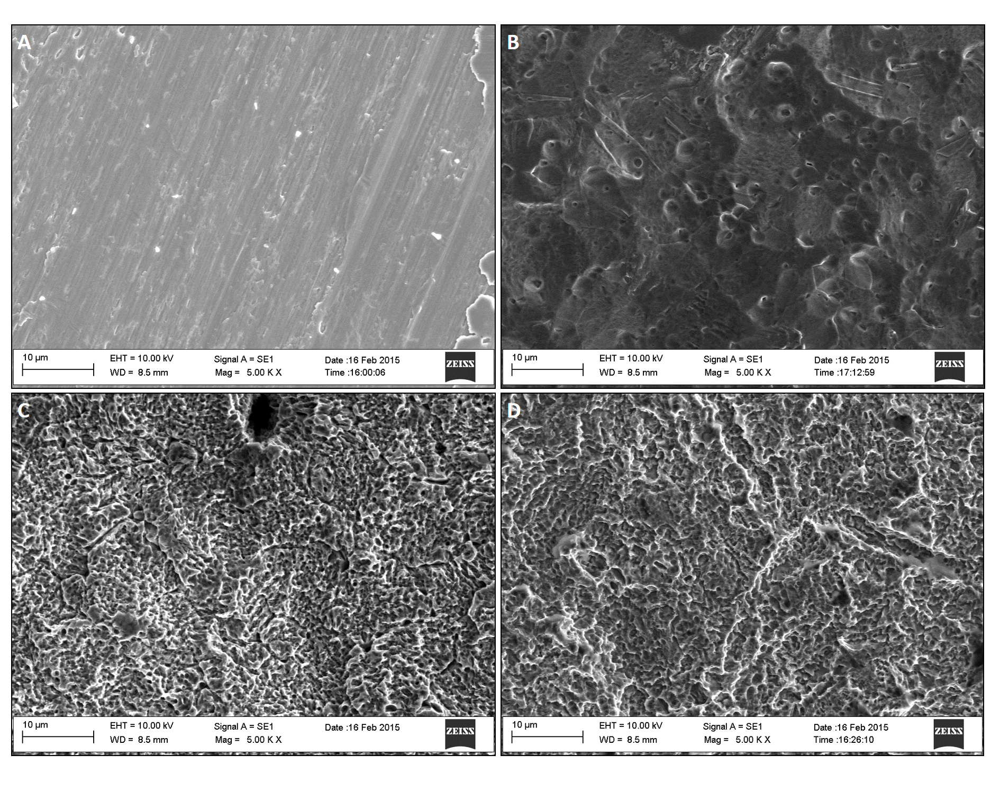 A
10 µm
EHT = 10.00 kV
Signal A = SE1
Date :16 Feb 2015
WD = 8.5 mm
Mag = 5.00 K X
Time :16:00:06
ZEISS
B
10 µm
EHT = 10.00 kV
Signal A = SE1
Date :16 Feb 2015
WD = 8.5 mm
Mag = 5.00 K X
Time :17:12:59
ZEISS
C
10 µm
EHT = 10.00 kV
Signal A = SE1
Date :16 Feb 2015
WD = 8.5 mm
Mag = 5.00 K X
ZEISS
D
10 µm
EHT = 10.00 kV
Signal A = SE1
Date :16 Feb 2015
WD = 8.5 mm
Mag = 5.00 K X
Time :16:26:10
ZEISS